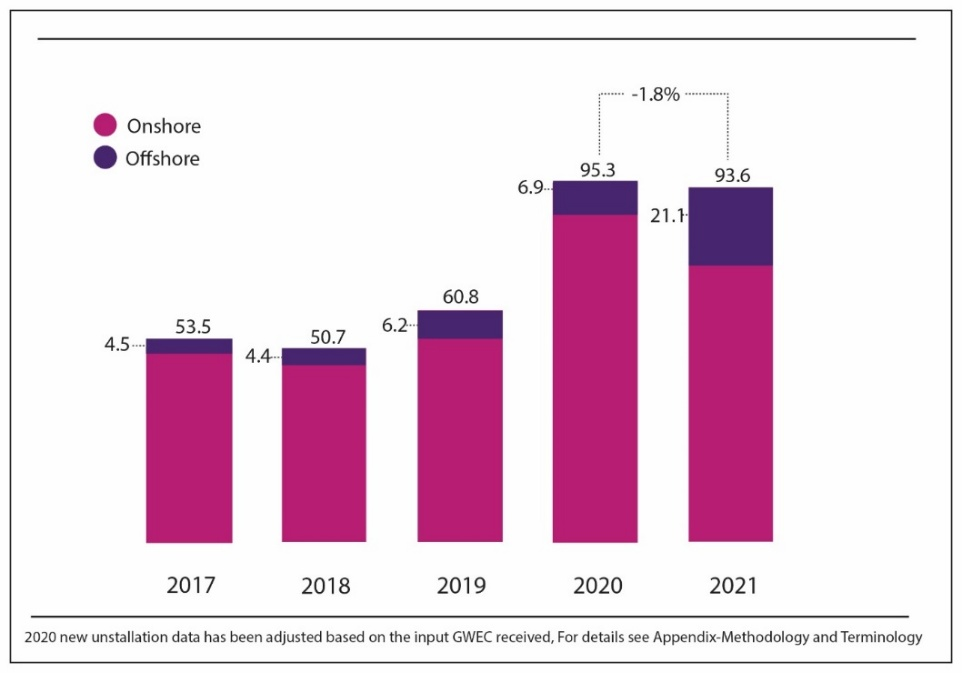 -1.8%
Onshore
Offshore
95.3
93.6
6.9
21.1
60.8
6.2
53.5
50.7
4.5
4.4
2017 2018 2019 2020 2021
2020 new unstallation data has been adjusted based on the input GWEC received, For details see Appendix-Methodology and Terminology